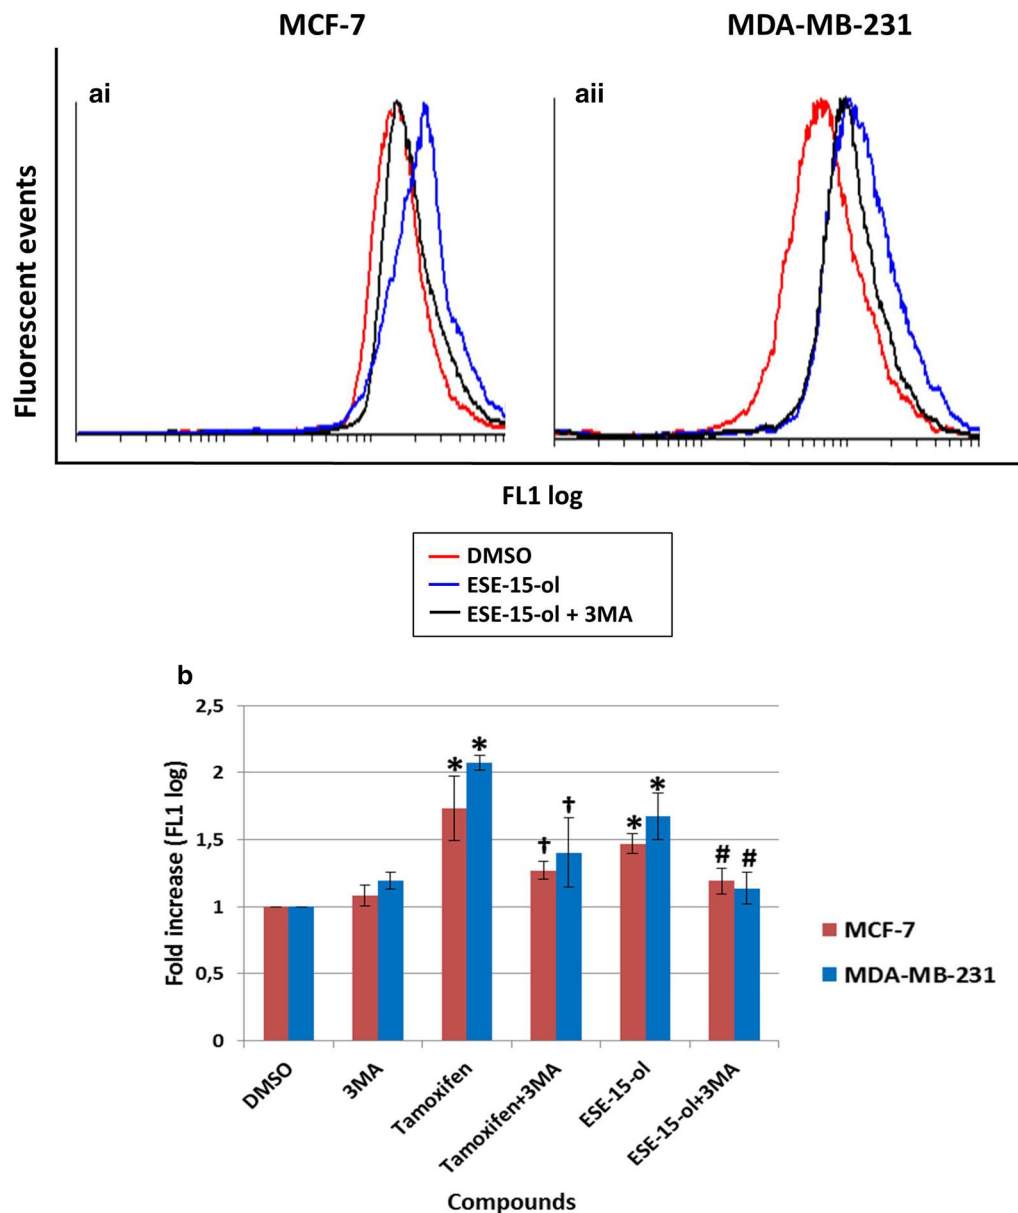 MCF-7
MDA-MB-231
ai
aii
Fluorescent events
FL1 log
DMSO
ESE-15-ol
ESE-15-ol + 3MA
b
Fold increase (FL1 log)
2,5
2
1,5
1
0,5
0
* *
† †
* *
# #
DMSO
3MA
Tamoxifen
Tamoxifen+3MA
ESE-15-ol
ESE-15-ol+3MA
Compounds
MCF-7
MDA-MB-231